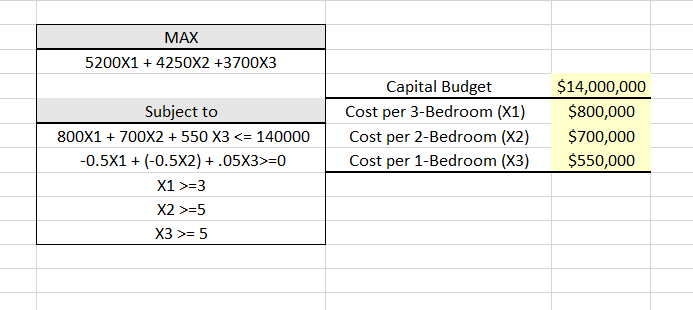 MAX
5200X1 + 4250X2 +3700X3
Capital Budget $14,000,000
Subject to Cost per 3-Bedroom (X1) $800,000
800X1 + 700X2 + 550 X3 <= 140000 Cost per 2-Bedroom (X2) $700,000
-0.5X1 + (-0.5X2) + .05X3>=0 Cost per 1-Bedroom (X3) $550,000
X1 >=3
X2 >=5
X3 >= 5